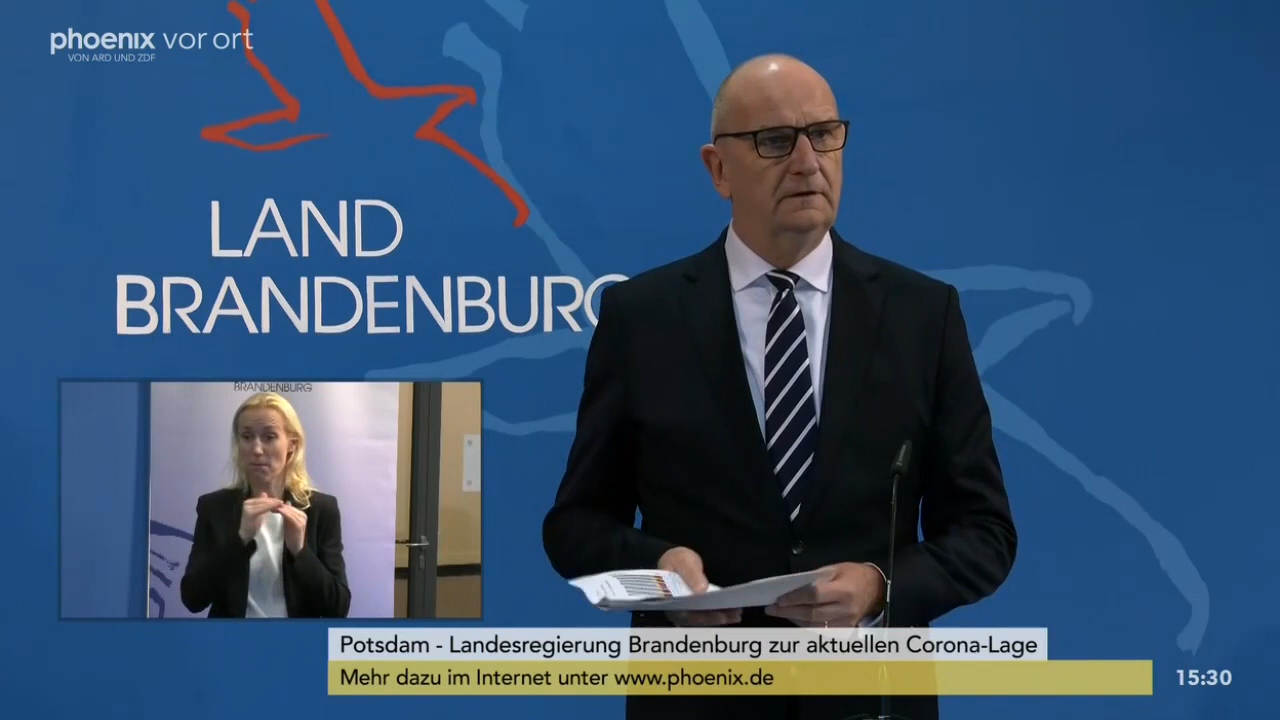 phoenix vor ort
VON ARD UND ZDF
LAND
BRANDENBURG
BRANDENBURG
Potsdam - Landesregierung Brandenburg zur aktuellen Corona-Lage
Mehr dazu im Internet unter www.phoenix.de
15:30